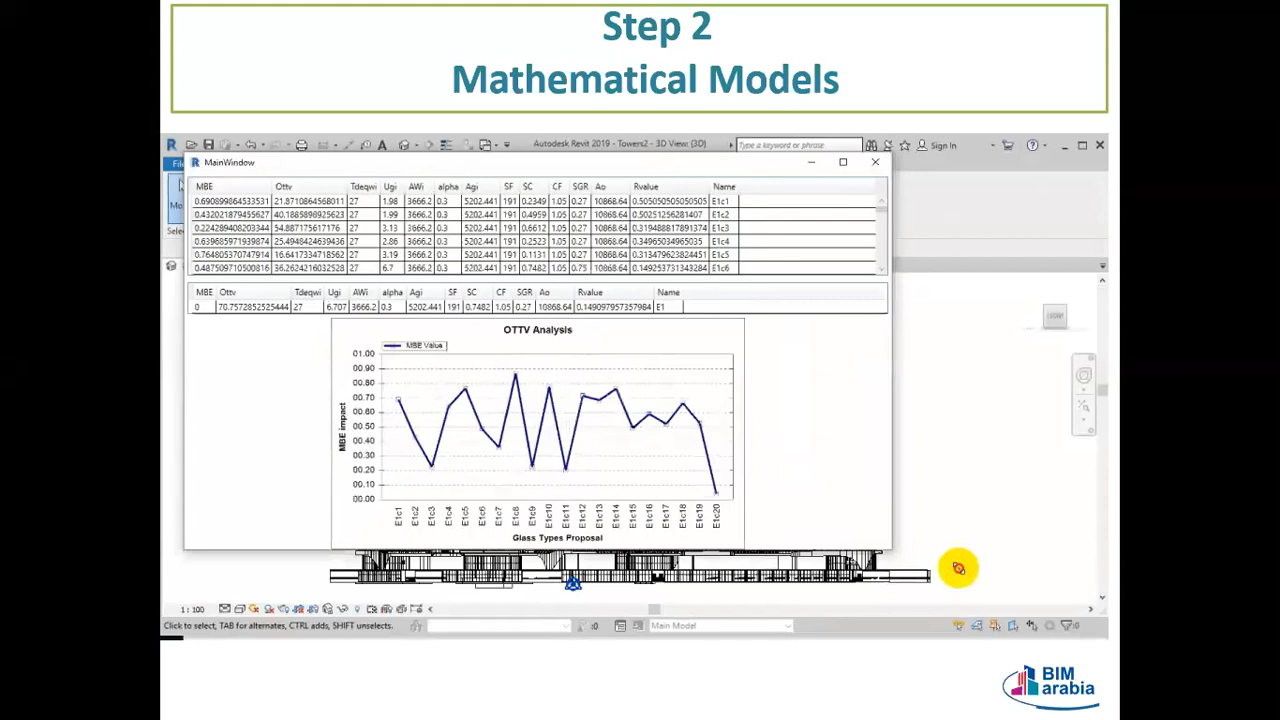 Step 2
Mathematical Models
Autodesk Revit 2019 - Towers2 - 3D View: {3D}
Type a keyword or phrase
Sign In
MainWindow
MBE Ottv Tdeqwi Ugi AWi alpha Agi SF SC CF SGR Ao Rvalue Name
0.690899864533531 21.8710864568011 27 1.98 3666.2 0.3 5202.441 191 0.2349 1.05 0.27 10868.64 0.505050505050505 E1c1
0.432021879455627 40.1885898925623 27 1.99 3666.2 0.3 5202.441 191 0.4959 1.05 0.27 10868.64 0.50251256281407 E1c2
0.224289408203344 54.887175617176 27 3.13 3666.2 0.3 5202.441 191 0.6612 1.05 0.27 10868.64 0.319488817891374 E1c3
0.639685971939874 25.4948424639436 27 2.86 3666.2 0.3 5202.441 191 0.2523 1.05 0.27 10868.64 0.34965034965035 E1c4
0.764805370747914 16.6417334718562 27 3.19 3666.2 0.3 5202.441 191 0.1131 1.05 0.27 10868.64 0.313479623824451 E1c5
0.487509710500816 36.2624216032528 27 6.7 3666.2 0.3 5202.441 191 0.7482 1.05 0.75 10868.64 0.149253731343284 E1c6
MBE Ottv Tdeqwi Ugi AWi alpha Agi SF SC CF SGR Ao Rvalue Name
0 70.7572852525444 27 6.707 3666.2 0.3 5202.441 191 0.7482 1.05 0.27 10868.64 0.149097957357984 E1
OTTV Analysis
MBE Value
01.00
00.90
00.80
00.70
00.60
00.50
00.40
00.30
00.20
00.10
00.00
MBE impact
E1c1 E1c2 E1c3 E1c4 E1c5 E1c6 E1c7 E1c8 E1c9 E1c10 E1c11 E1c12 E1c13 E1c14 E1c15 E1c16 E1c17 E1c18 E1c19 E1c20
Glass Types Proposal
1 : 100
Click to select, TAB for alternates, CTRL adds, SHIFT unselects.
:0
Main Model
:0
BIM
arabia